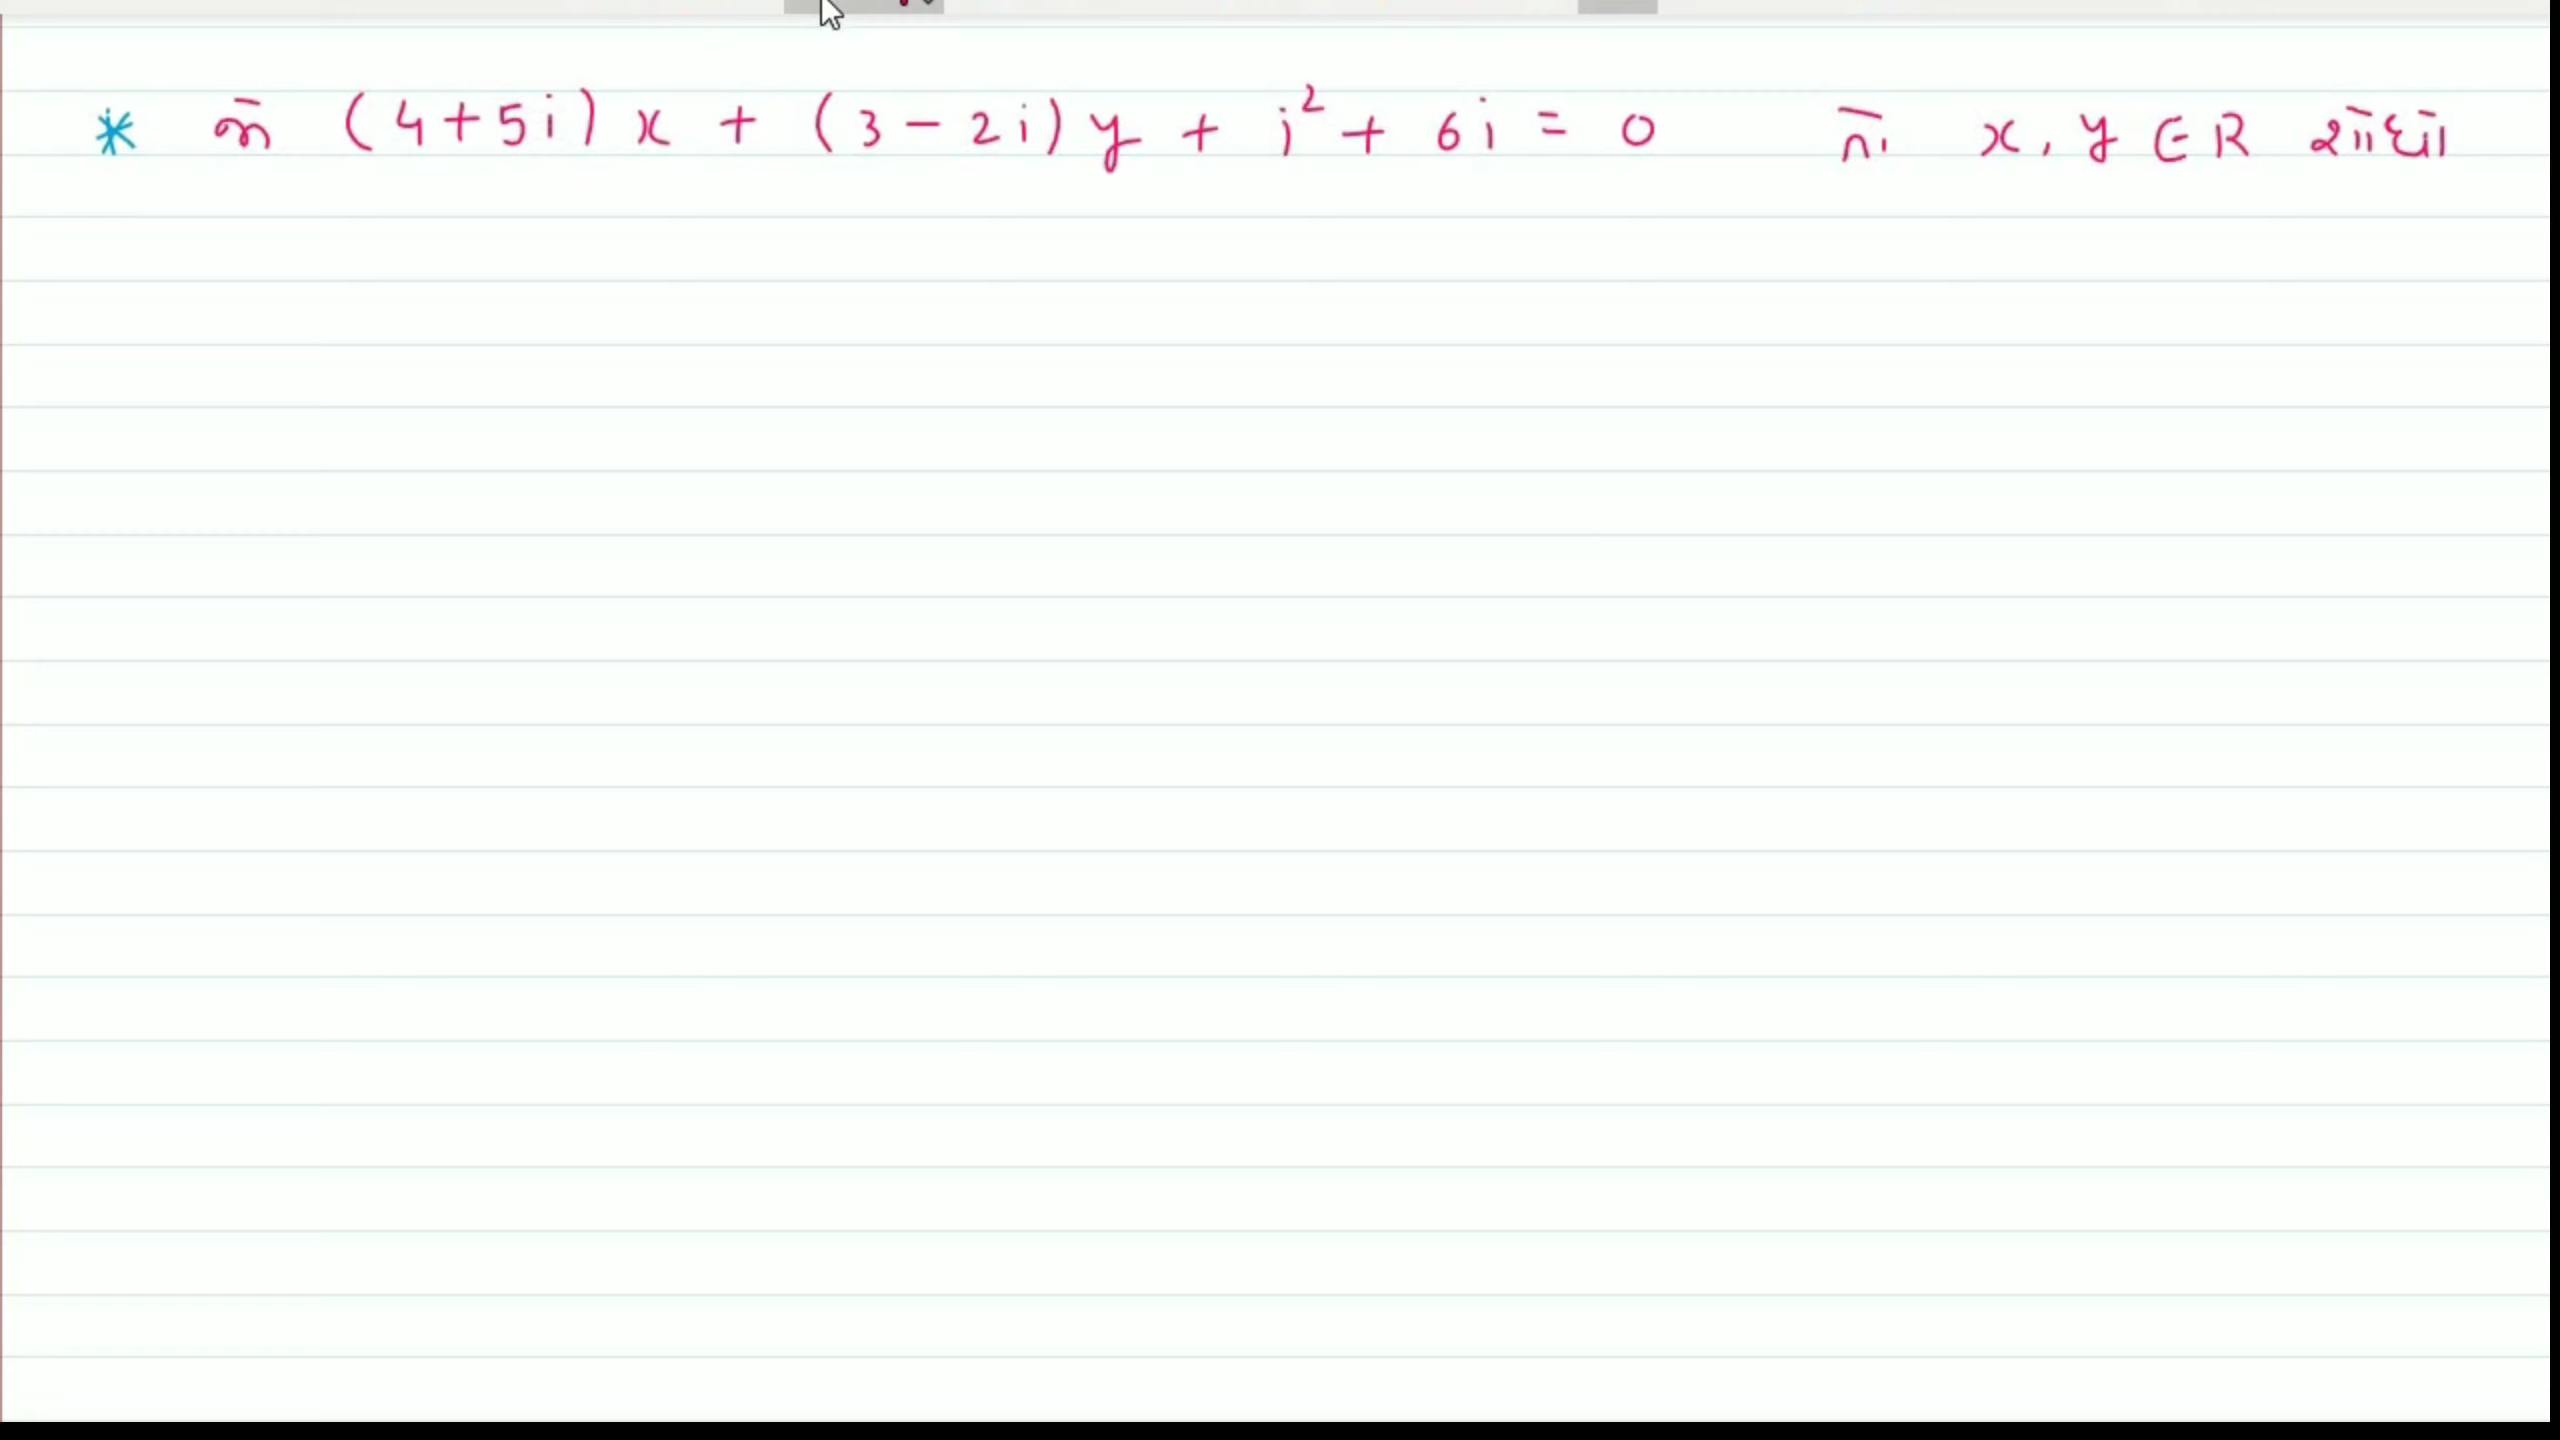 * જો (4+5i) x + (3-2i) y + i² + 6i = 0 તો x, y ∈ R શોધો